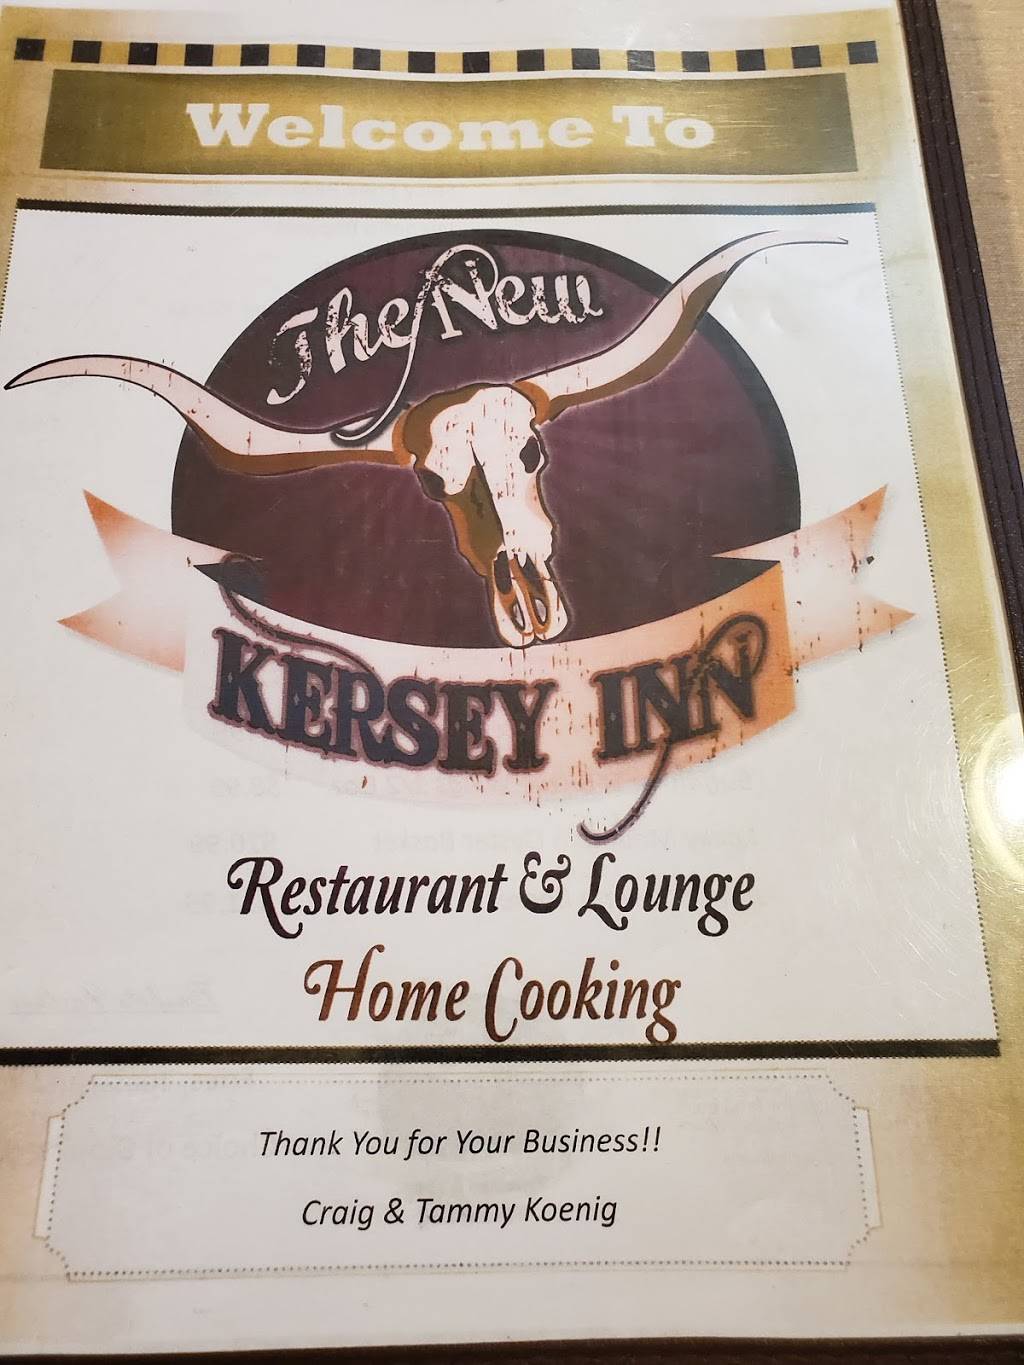 Welcome To
The New
KERSEY INN
Restaurant & Lounge
Home Cooking
Thank You for Your Business!!
Craig & Tammy Koenig